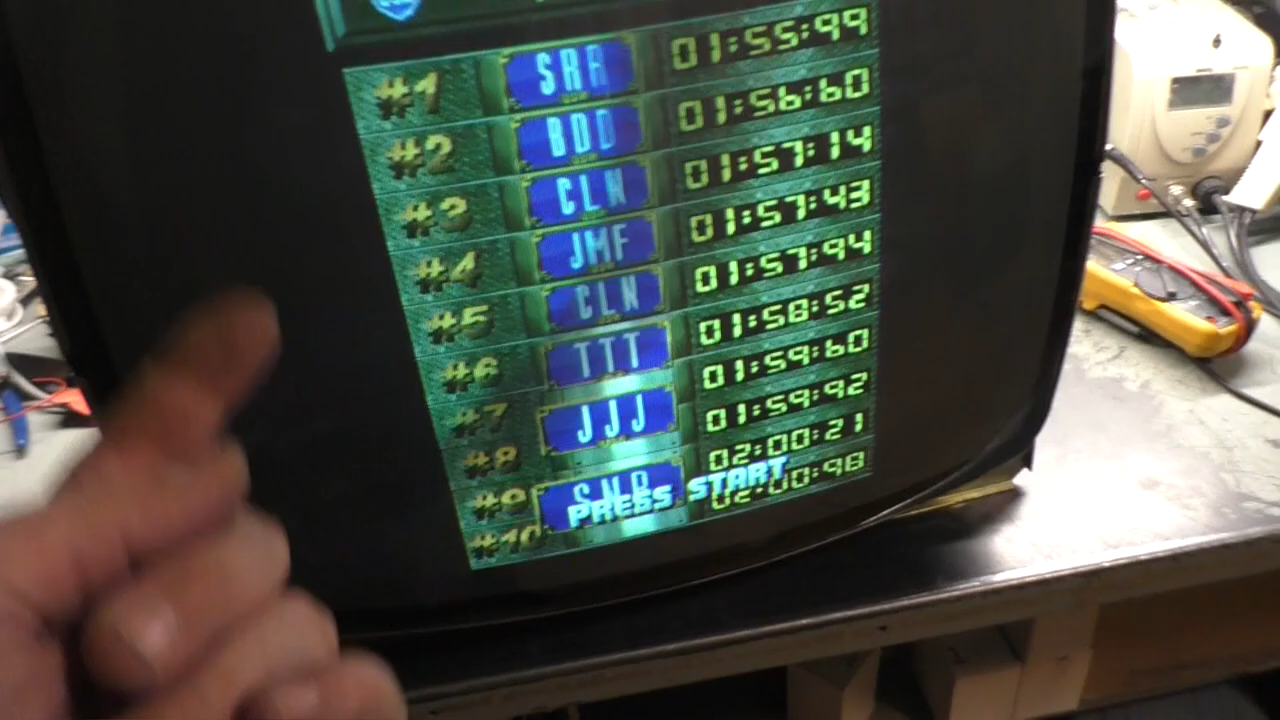 #1 SRR 01:55:99
#2 BDD 01:56:60
#3 CLN 01:57:14
#4 JMF 01:57:43
#5 CLN 01:57:94
#6 TTT 01:58:52
#7 JJJ 01:59:60
#8 01:59:92
#9 02:00:21
#10 02:00:98
PRESS START